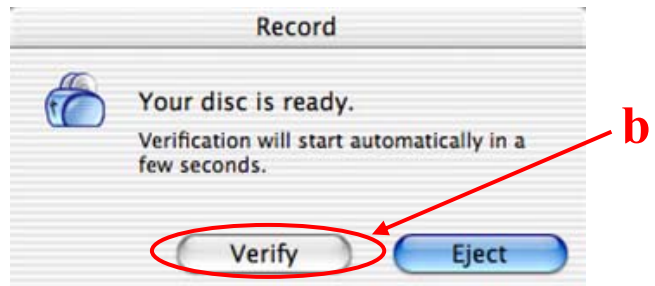 Record
Your disc is ready.
Verification will start automatically in a
few seconds.
b
Verify
Eject